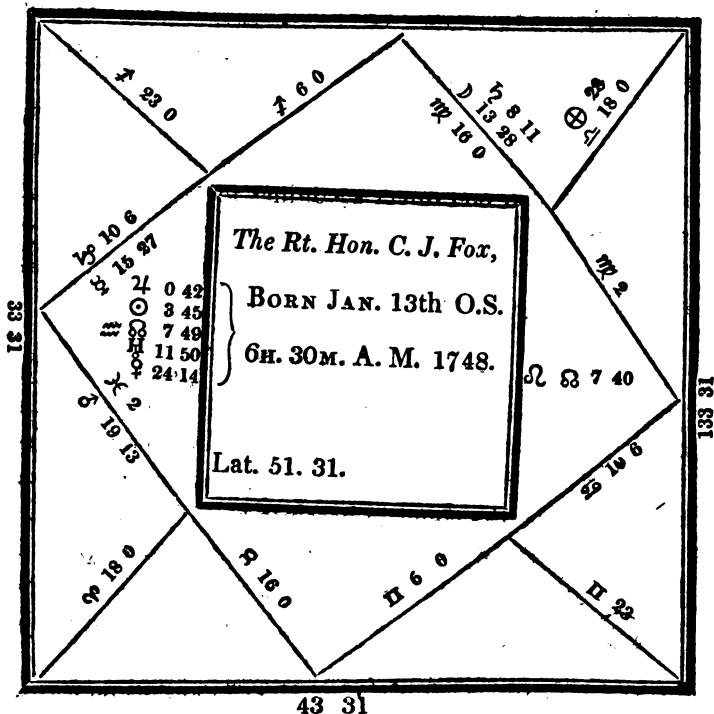 ♐ 23 0
♐ 6 0
♄ 8 11
☽ 13 28
♍ 16 0
⊕ 23
♎ 18 0
♑ 10 6
☿ 15 27
♃ 0 42
☉ 3 45
♒ ☋ 7 49
♅ 11 50
♀ 24 14
♓ 2
♂ 19 13
The Rt. Hon. C. J. Fox,
BORN JAN. 13th O.S.
6H. 30M. A. M. 1748.
Lat. 51. 31.
♍ 2
♌ ☊ 7 40
33 31
133 31
♋ 10 6
♈ 18 0
♉ 16 0
♊ 6 0
♊ 23
43 31